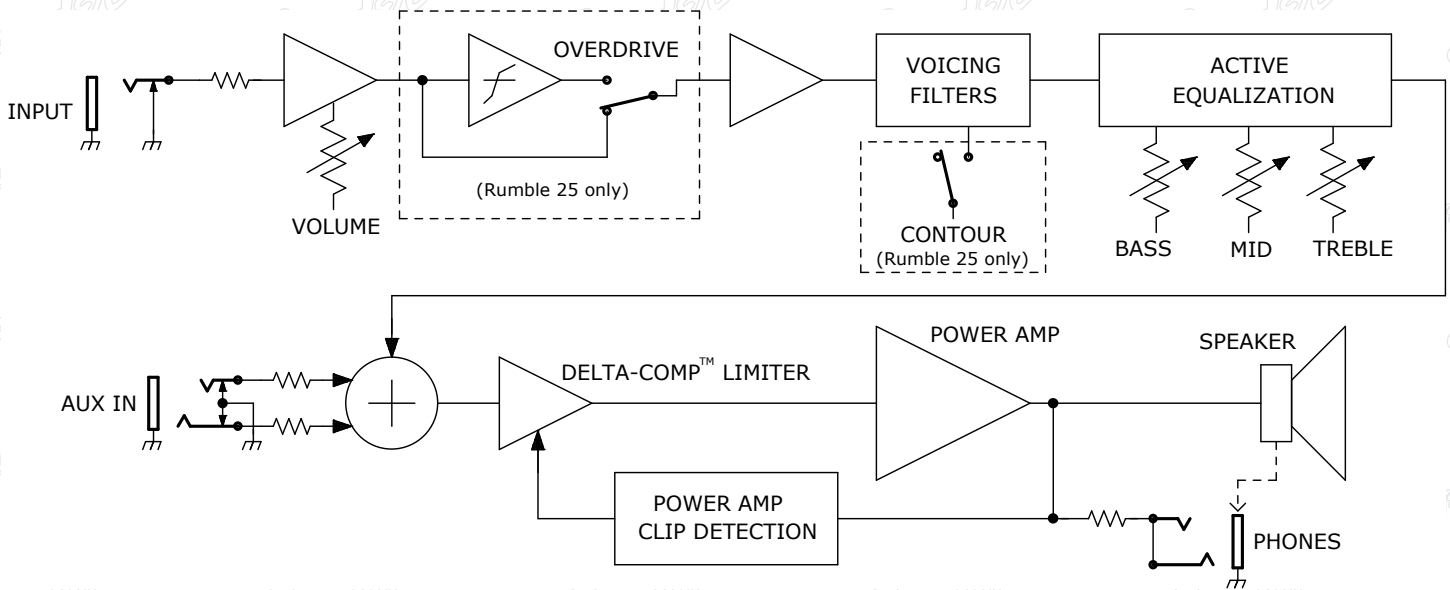 OVERDRIVE
INPUT
VOLUME
(Rumble 25 only)
VOICING
FILTERS
CONTOUR
(Rumble 25 only)
ACTIVE
EQUALIZATION
BASS
MID
TREBLE
AUX IN
DELTA-COMP™ LIMITER
POWER AMP
SPEAKER
POWER AMP
CLIP DETECTION
PHONES